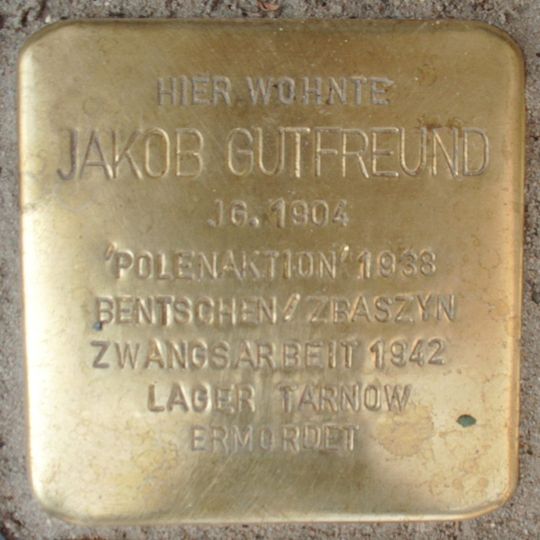 HIER WOHNTE
JAKOB GUTFREUND
JG. 1904
'POLENAKTION' 1938
BENTSCHEN / ZBASZYN
ZWANGSARBEIT 1942
LAGER TARNOW
ERMORDET